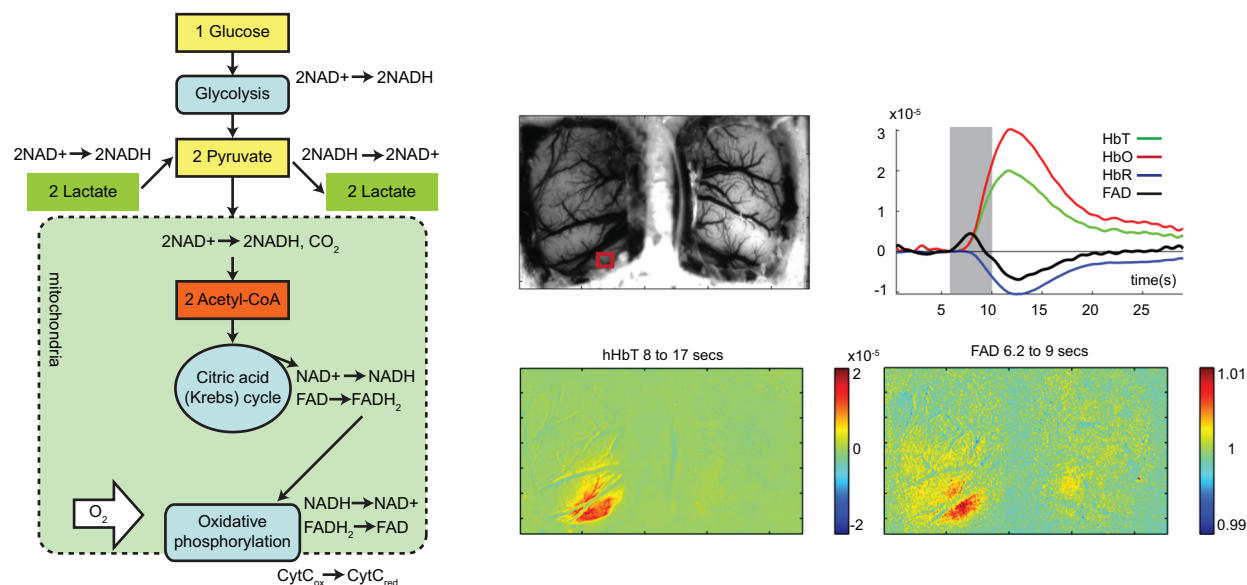 1 Glucose
2NAD+ → 2NADH
Glycolysis
2NAD+ → 2NADH
2 Pyruvate
2NADH → 2NAD+
2 Lactate
2 Lactate
mitochondria
2NAD+ → 2NADH, CO₂
2 Acetyl-CoA
Citric acid
(Krebs) cycle
NAD+ → NADH
FAD → FADH₂
O₂
Oxidative
phosphorylation
NADH → NAD+
FADH₂ → FAD
CytCox → CytCred
x10⁻⁵
3
2
1
0
-1
5
10
15
20
25
time(s)
HbT
HbO
HbR
FAD
hHbT 8 to 17 secs
x10⁻⁵
2
0
-2
FAD 6.2 to 9 secs
1.01
1
0.99